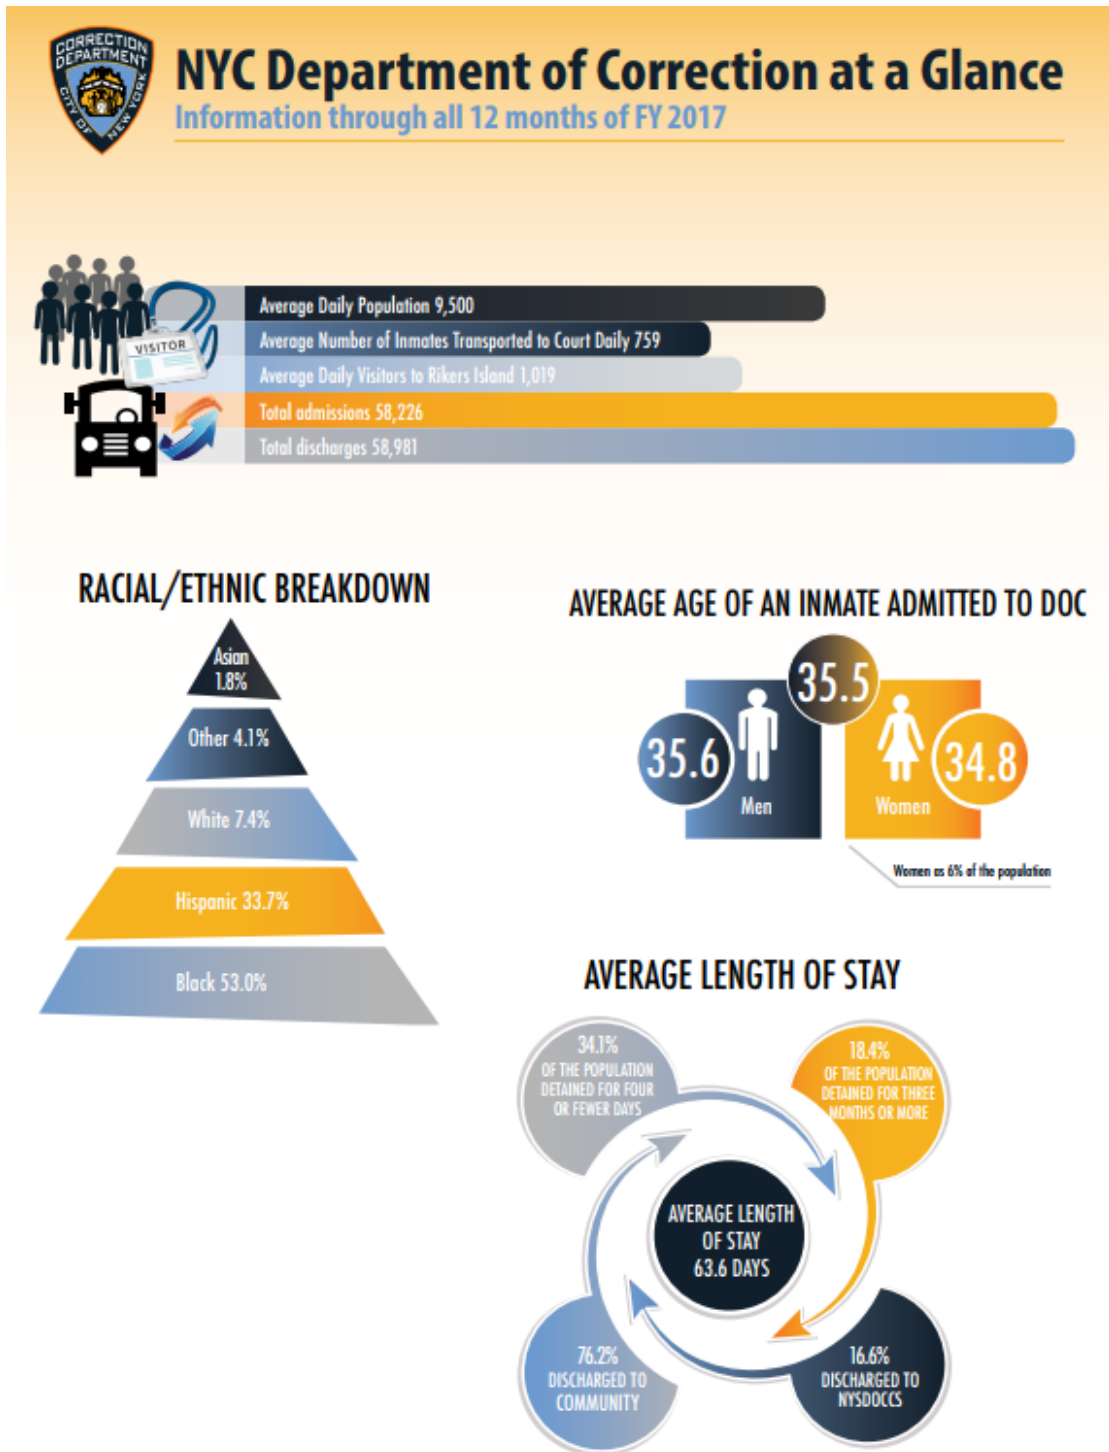 CORRECTION
DEPARTMENT
CITY OF NEW YORK
NYC Department of Correction at a Glance
Information through all 12 months of FY 2017
VISITOR
Average Daily Population 9,500
Average Number of Inmates Transported to Court Daily 759
Average Daily Visitors to Rikers Island 1,019
Total admissions 58,226
Total discharges 58,981
RACIAL/ETHNIC BREAKDOWN
Asian
1.8%
Other 4.1%
White 7.4%
Hispanic 33.7%
Black 53.0%
AVERAGE AGE OF AN INMATE ADMITTED TO DOC
35.5
35.6
Men
34.8
Women
Women as 6% of the population
AVERAGE LENGTH OF STAY
34.1%
OF THE POPULATION
DETAINED FOR FOUR
OR FEWER DAYS
18.4%
OF THE POPULATION
DETAINED FOR THREE
MONTHS OR MORE
AVERAGE LENGTH
OF STAY
63.6 DAYS
76.2%
DISCHARGED TO
COMMUNITY
16.6%
DISCHARGED TO
NYSDOCCS